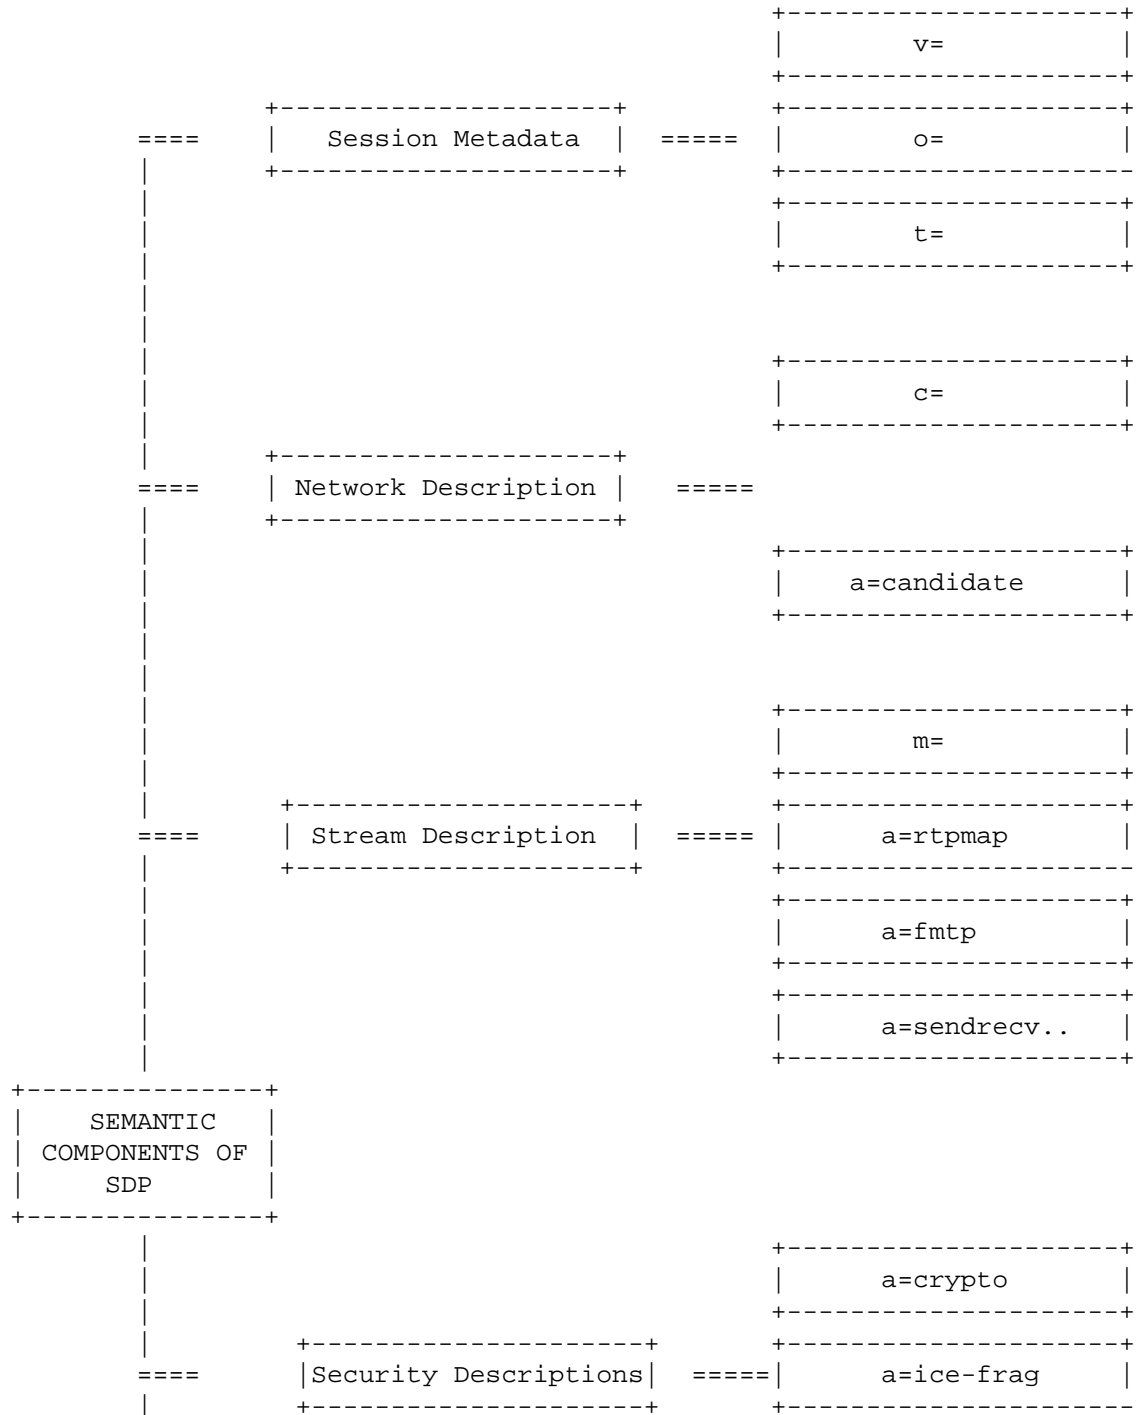 +---------------------+
|        v=           |
+---------------------+
+---------------------+ +---------------------+
==== | Session Metadata | ===== | o= |
| +---------------------+ +----------------------
| +---------------------+
| | t= |
| +---------------------+
|
|
| +---------------------+
| | c= |
| +---------------------+
| +---------------------+
==== | Network Description | =====
| +---------------------+
| +---------------------+
| | a=candidate |
| +---------------------+
|
|
| +---------------------+
| | m= |
| +---------------------+
| +---------------------+ +---------------------+
==== | Stream Description | ===== | a=rtpmap |
| +---------------------+ +----------------------
| +---------------------+
| | a=fmtp |
| +---------------------+
| +---------------------+
| | a=sendrecv.. |
| +---------------------+
+---------------+
| SEMANTIC |
| COMPONENTS OF |
| SDP |
+---------------+
| +---------------------+
| | a=crypto |
| +---------------------+
| +---------------------+ +---------------------+
==== |Security Descriptions| =====| a=ice-frag |
| +---------------------+ +----------------------